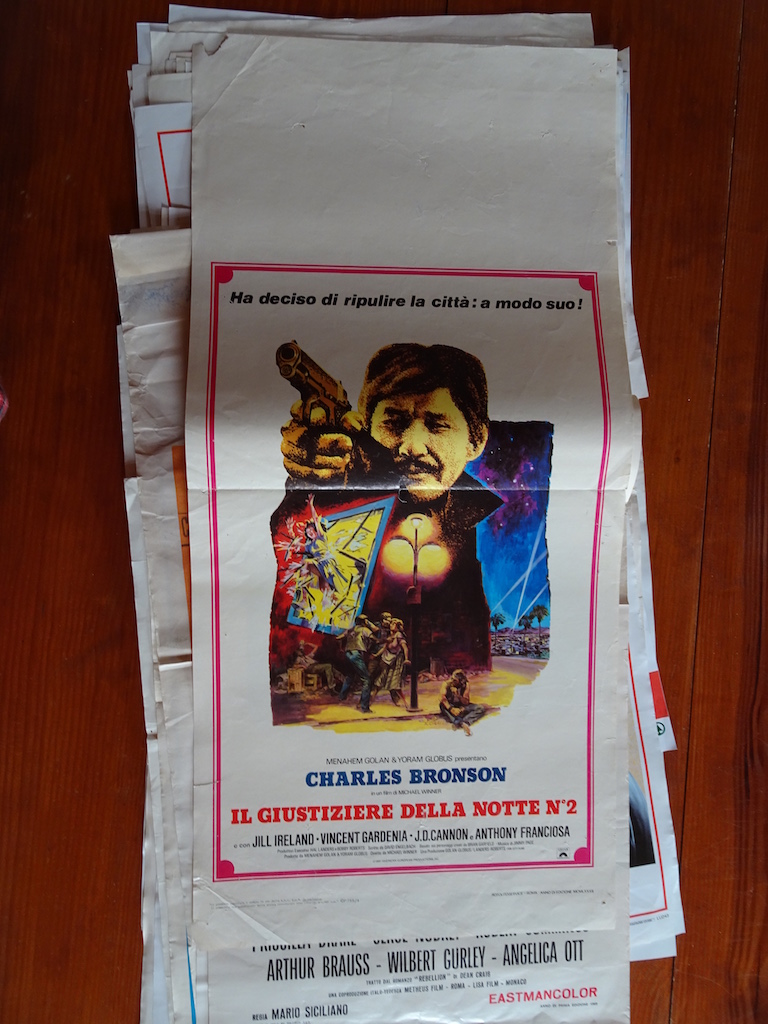 Ha deciso di ripulire la città: a modo suo!
MENAHEM GOLAN & YORAM GLOBUS presentano
CHARLES BRONSON
in un film di MICHAEL WINNER
IL GIUSTIZIERE DELLA NOTTE N°2
e con JILL IRELAND · VINCENT GARDENIA · J.D. CANNON e ANTHONY FRANCIOSA
ARTHUR BRAUSS - WILBERT GURLEY - ANGELICA OTT
TRATTO DAL ROMANZO "REBELLION" DI DEAN CRAIG
UNA COPRODUZIONE ITALO-TEDESCA METHEUS FILM - ROMA - LISA FILM - MONACO
EASTMANCOLOR
REGIA MARIO SICILIANO